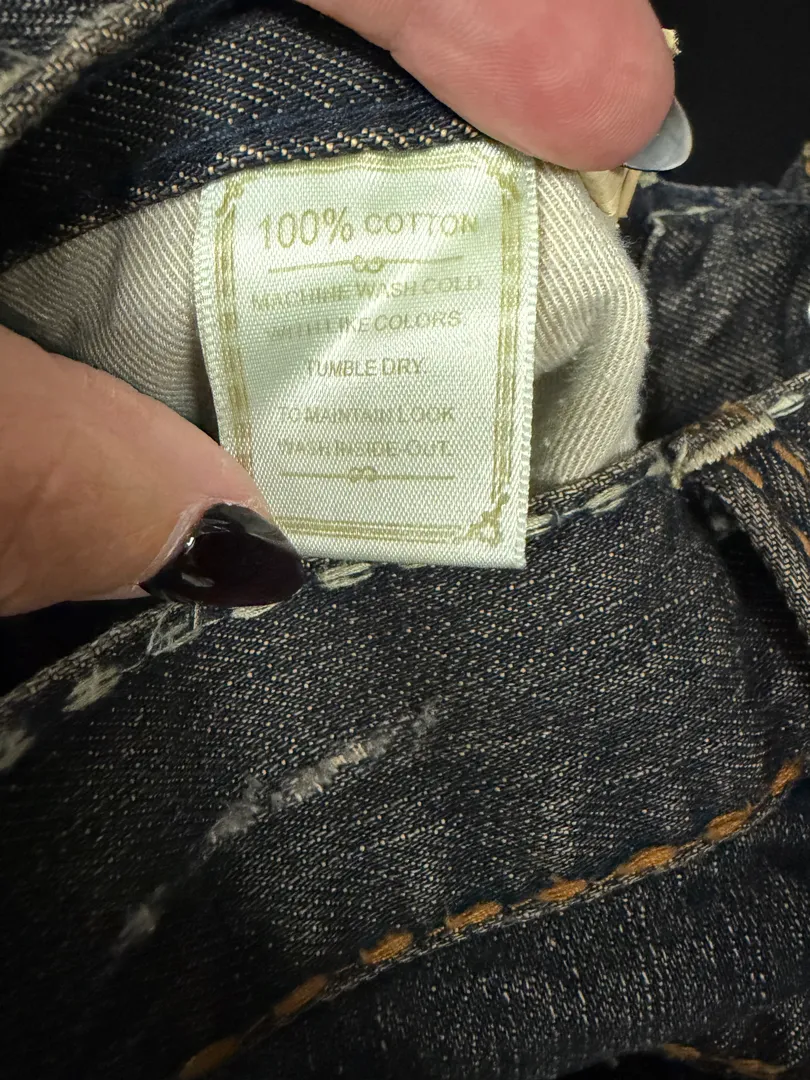 100% COTTON
MACHINE WASH COLD
WITH LIKE COLORS
TUMBLE DRY
TO MAINTAIN LOOK
WASH INSIDE-OUT.